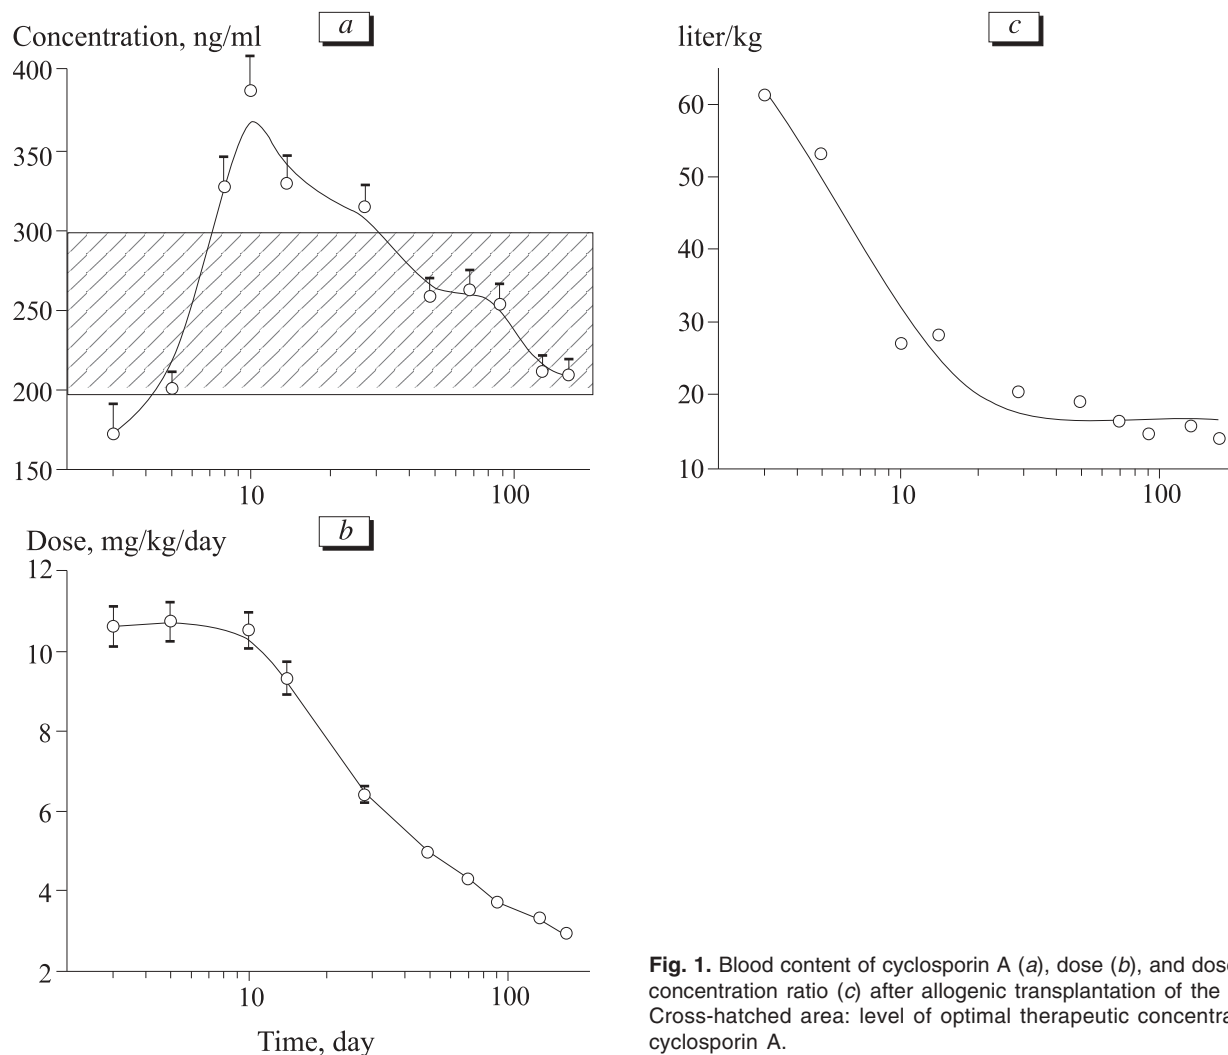 Concentration, ng/ml
a
400
350
300
250
200
150
10
100
Dose, mg/kg/day
b
12
10
8
6
4
2
10
100
Time, day
liter/kg
c
60
50
40
30
20
10
10
100
Fig. 1. Blood content of cyclosporin A (a), dose (b), and dose
concentration ratio (c) after allogenic transplantation of the
Cross-hatched area: level of optimal therapeutic concentra
cyclosporin A.